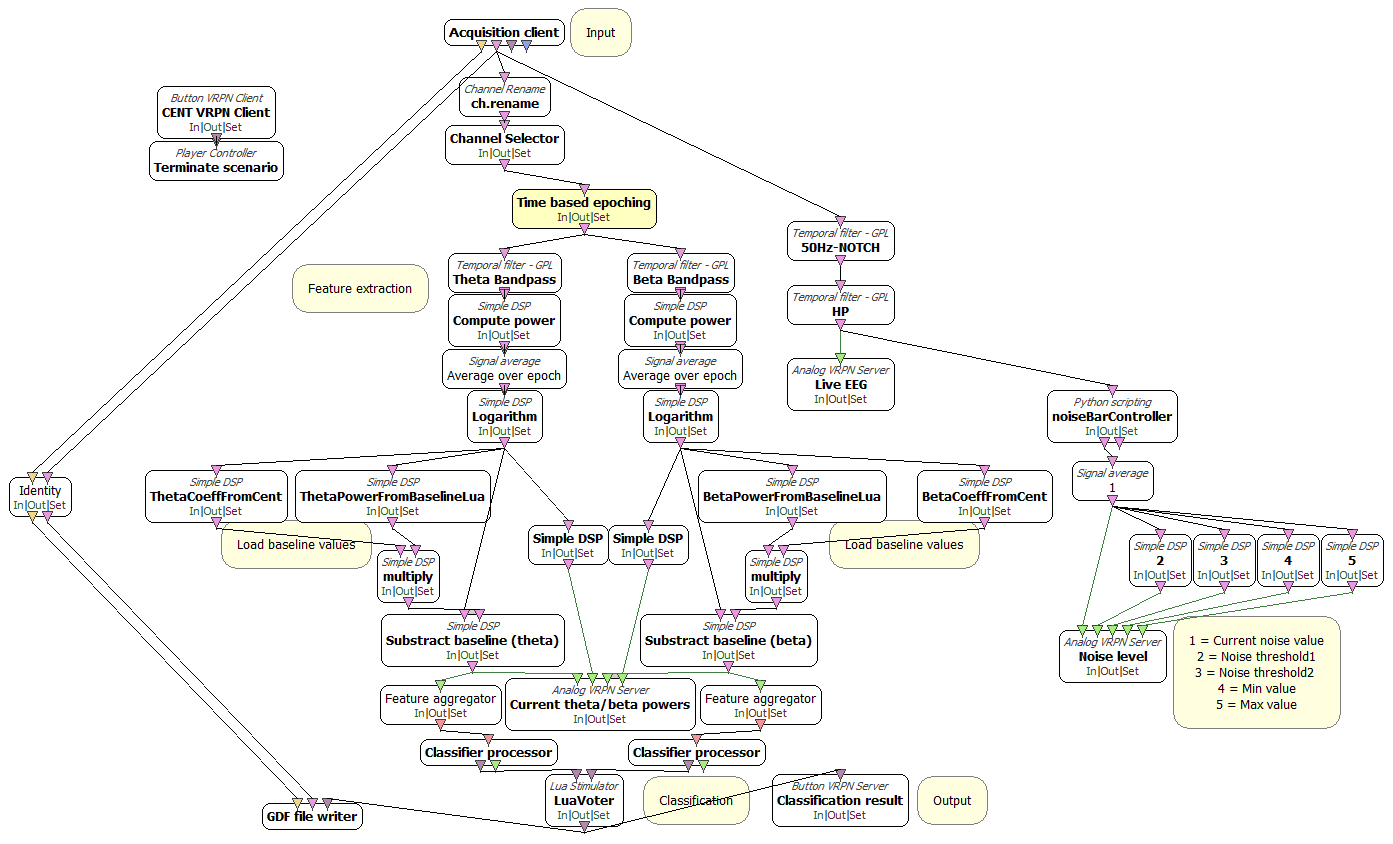 Acquisition client
Input
Button VRPN Client
CENT VRPN Client
In|Out|Set
Player Controller
Terminate scenario
Channel Rename
ch.rename
Channel Selector
In|Out|Set
Time based epoching
In|Out|Set
Temporal filter - GPL
50Hz-NOTCH
Feature extraction
Temporal filter - GPL
Theta Bandpass
Temporal filter - GPL
Beta Bandpass
Temporal filter - GPL
HP
Simple DSP
Compute power
In|Out|Set
Simple DSP
Compute power
In|Out|Set
Signal average
Average over epoch
Signal average
Average over epoch
Analog VRPN Server
Live EEG
In|Out|Set
Simple DSP
Logarithm
In|Out|Set
Simple DSP
Logarithm
In|Out|Set
Python scripting
noiseBarController
In|Out|Set
Identity
In|Out|Set
Simple DSP
ThetaCoeffFromCent
In|Out|Set
Simple DSP
ThetaPowerFromBaselineLua
In|Out|Set
Simple DSP
BetaPowerFromBaselineLua
In|Out|Set
Simple DSP
BetaCoeffFromCent
In|Out|Set
Signal average
1
Load baseline values
Simple DSP
In|Out|Set
Simple DSP
In|Out|Set
Load baseline values
Simple DSP
2
In|Out|Set
Simple DSP
3
In|Out|Set
Simple DSP
4
In|Out|Set
Simple DSP
5
In|Out|Set
Simple DSP
multiply
In|Out|Set
Simple DSP
multiply
In|Out|Set
Simple DSP
Substract baseline (theta)
In|Out|Set
Simple DSP
Substract baseline (beta)
In|Out|Set
Analog VRPN Server
Noise level
In|Out|Set
1 = Current noise value
2 = Noise threshold1
3 = Noise threshold2
4 = Min value
5 = Max value
Feature aggregator
In|Out|Set
Analog VRPN Server
Current theta/beta powers
In|Out|Set
Feature aggregator
In|Out|Set
Classifier processor
Classifier processor
GDF file writer
Lua Stimulator
LuaVoter
In|Out|Set
Classification
Button VRPN Server
Classification result
In|Out|Set
Output